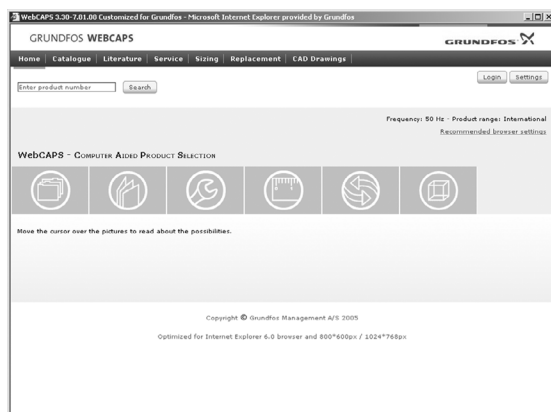 WebCAPS 3.30-7.01.00 Customized for Grundfos - Microsoft Internet Explorer provided by Grundfos
GRUNDFOS WEBCAPS
GRUNDFOS
Home Catalogue Literature Service Sizing Replacement CAD Drawings
Login Settings
Enter product number Search
Frequency: 50 Hz - Product range: International
Recommended browser settings
WebCAPS - Computer Aided Product Selection
Move the cursor over the pictures to read about the possibilities.
Copyright © Grundfos Management A/S 2005
Optimized for Internet Explorer 6.0 browser and 800*600px / 1024*768px